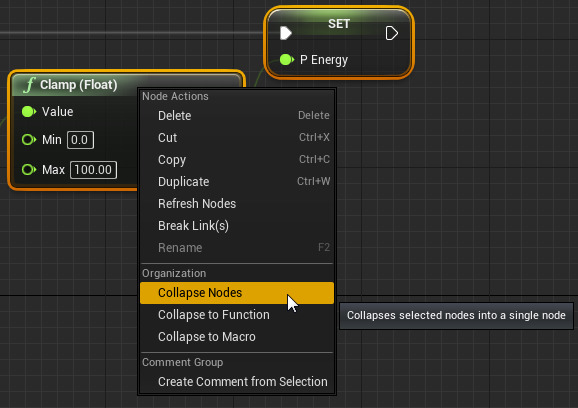 SET
P Energy
f Clamp (Float)
Value
Min 0.0
Max 100.00
Node Actions
Delete Delete
Cut Ctrl+X
Copy Ctrl+C
Duplicate Ctrl+W
Refresh Nodes
Break Link(s)
Rename F2
Organization
Collapse Nodes
Collapse to Function
Collapses selected nodes into a single node
Collapse to Macro
Comment Group
Create Comment from Selection